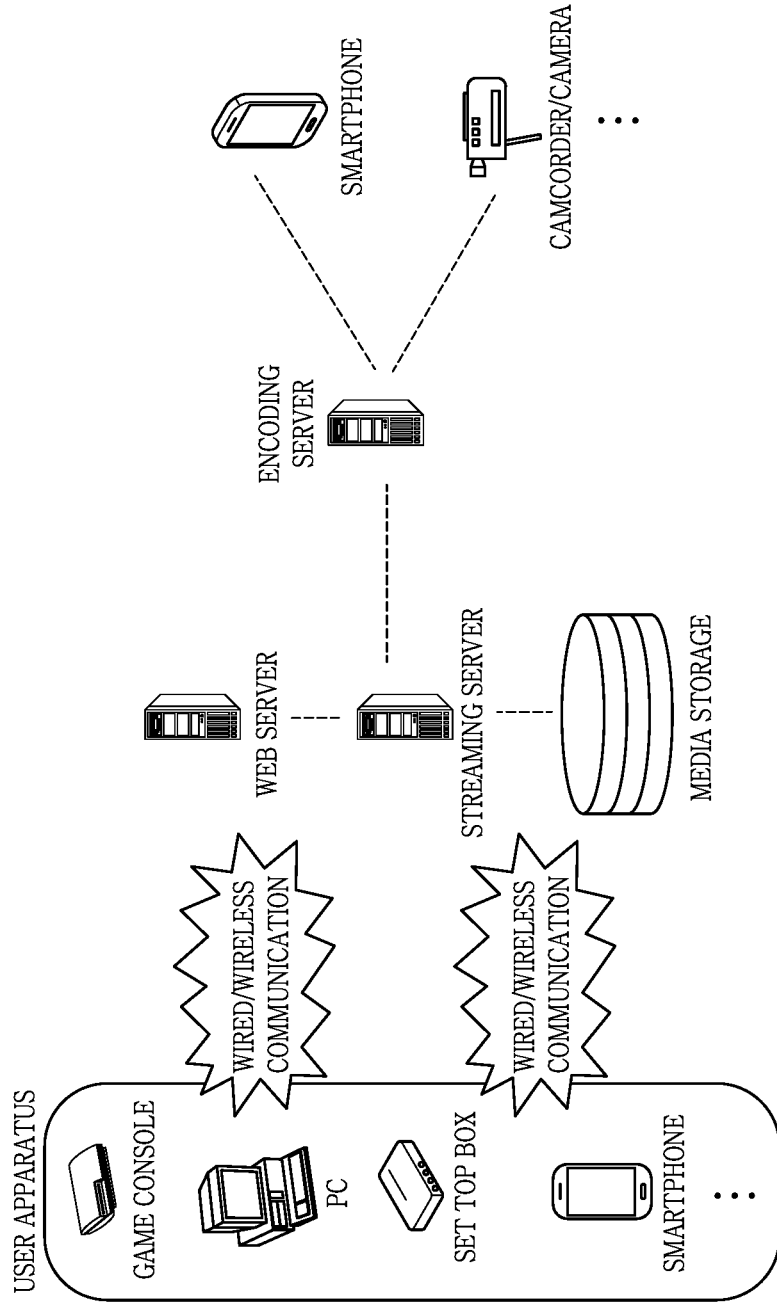 USER APPARATUS
GAME CONSOLE
PC
SET TOP BOX
SMARTPHONE
WIRED/WIRELESS
COMMUNICATION
WIRED/WIRELESS
COMMUNICATION
WEB SERVER
STREAMING SERVER
MEDIA STORAGE
ENCODING
SERVER
SMARTPHONE
CAMCORDER/CAMERA